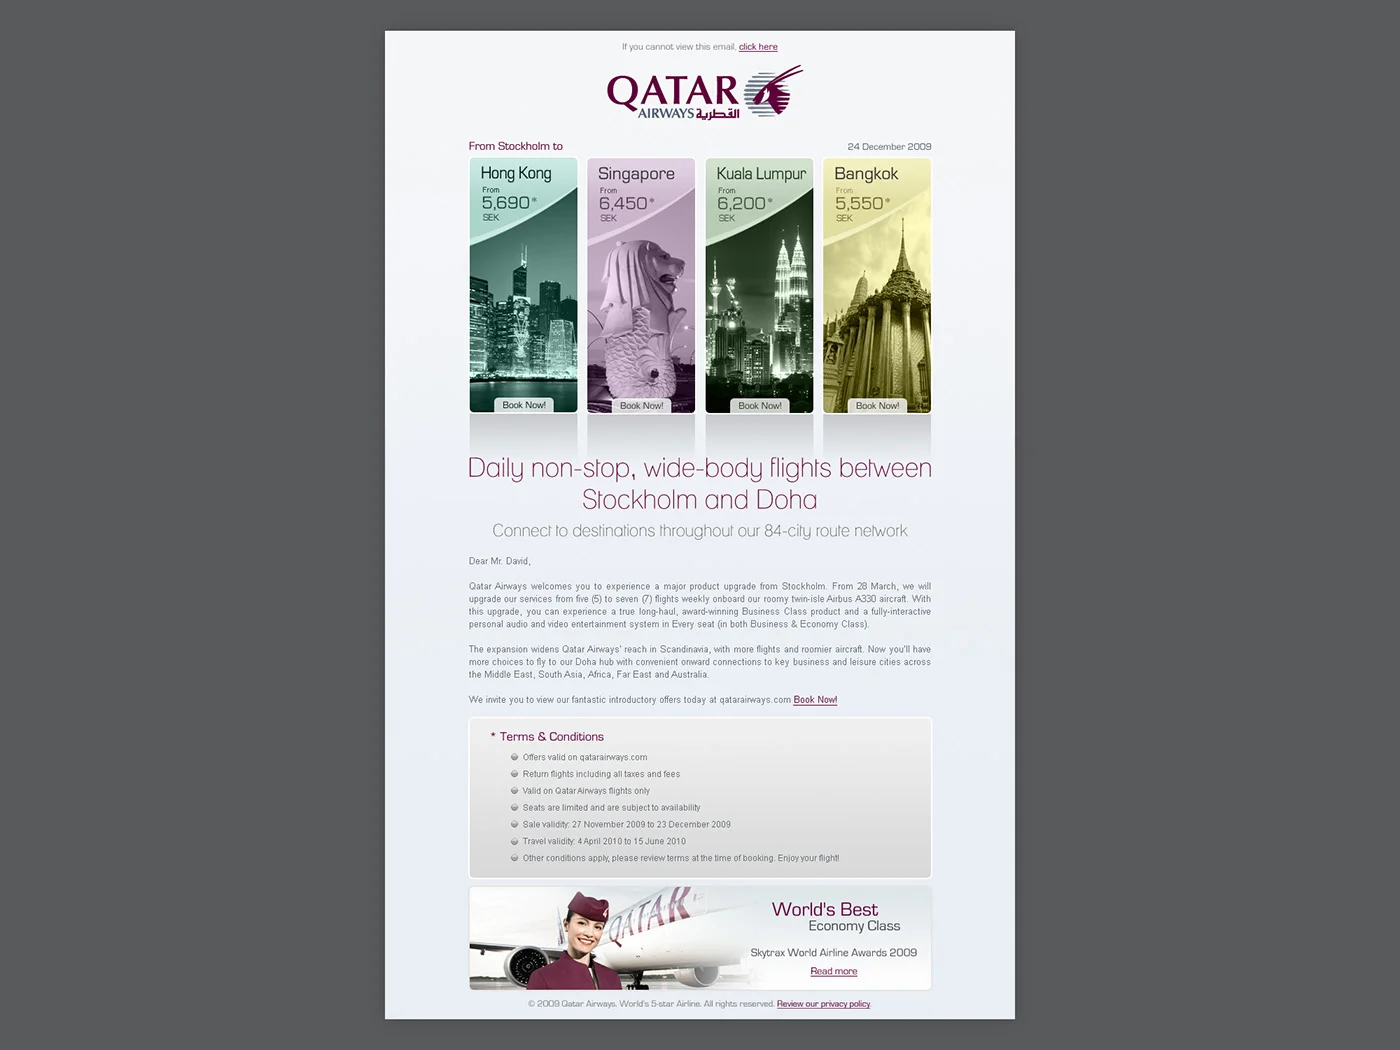 If you cannot view this email, click here
QATAR
AIRWAYS القطرية
From Stockholm to
24 December 2009
Hong Kong
From
5,690*
SEK
Book Now!
Singapore
From
6,450*
SEK
Book Now!
Kuala Lumpur
From
6,200*
SEK
Book Now!
Bangkok
From
5,550*
SEK
Book Now!
Daily non-stop, wide-body flights between
Stockholm and Doha
Connect to destinations throughout our 84-city route network
Dear Mr. David,
Qatar Airways welcomes you to experience a major product upgrade from Stockholm. From 28 March, we will
upgrade our services from five (5) to seven (7) flights weekly onboard our roomy twin-isle Airbus A330 aircraft. With
this upgrade, you can experience a true long-haul, award-winning Business Class product and a fully-interactive
personal audio and video entertainment system in Every seat (in both Business & Economy Class).
The expansion widens Qatar Airways' reach in Scandinavia, with more flights and roomier aircraft. Now you'll have
more choices to fly to our Doha hub with convenient onward connections to key business and leisure cities across
the Middle East, South Asia, Africa, Far East and Australia.
We invite you to view our fantastic introductory offers today at qatarairways.com Book Now!
* Terms & Conditions
Offers valid on qatarairways.com
Return flights including all taxes and fees
Valid on Qatar Airways flights only
Seats are limited and are subject to availability
Sale validity: 27 November 2009 to 23 December 2009
Travel validity: 4 April 2010 to 15 June 2010
Other conditions apply, please review terms at the time of booking. Enjoy your flight!
QATAR
World's Best
Economy Class
Skytrax World Airline Awards 2009
Read more
© 2009 Qatar Airways. World's 5-star Airline. All rights reserved. Review our privacy policy.